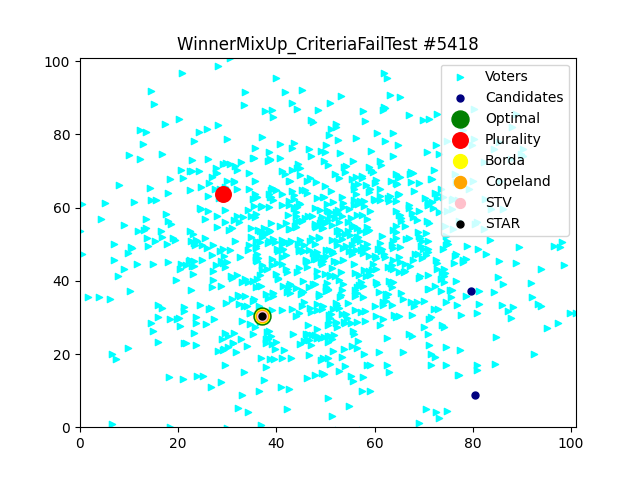 WinnerMixUp_CriteriaFailTest #5418
100
80
60
40
20
0
0
20
40
60
80
100
Voters
Candidates
Optimal
Plurality
Borda
Copeland
STV
STAR